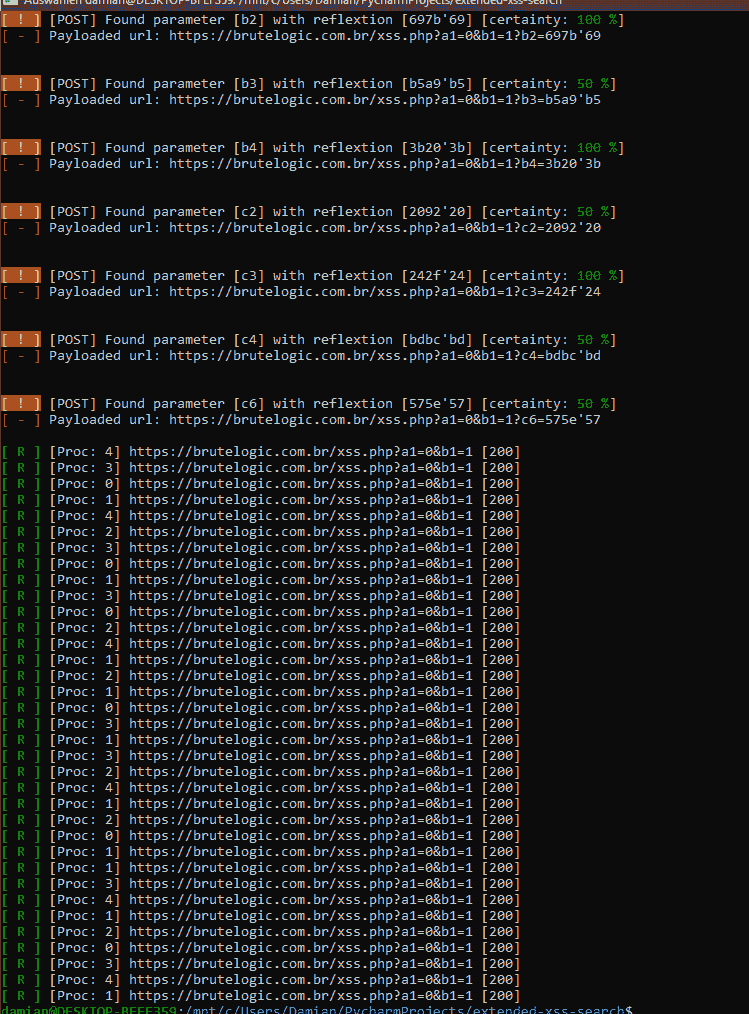 Auswählen damian@DESKTOP-BFEF359: /mnt/c/Users/Damian/PycharmProjects/extended-xss-search
[ ! ] [POST] Found parameter [b2] with reflextion [697b'69] [certainty: 100 %]
[ - ] Payloaded url: https://brutelogic.com.br/xss.php?a1=0&b1=1?b2=697b'69
[ ! ] [POST] Found parameter [b3] with reflextion [b5a9'b5] [certainty: 50 %]
[ - ] Payloaded url: https://brutelogic.com.br/xss.php?a1=0&b1=1?b3=b5a9'b5
[ ! ] [POST] Found parameter [b4] with reflextion [3b20'3b] [certainty: 100 %]
[ - ] Payloaded url: https://brutelogic.com.br/xss.php?a1=0&b1=1?b4=3b20'3b
[ ! ] [POST] Found parameter [c2] with reflextion [2092'20] [certainty: 50 %]
[ - ] Payloaded url: https://brutelogic.com.br/xss.php?a1=0&b1=1?c2=2092'20
[ ! ] [POST] Found parameter [c3] with reflextion [242f'24] [certainty: 100 %]
[ - ] Payloaded url: https://brutelogic.com.br/xss.php?a1=0&b1=1?c3=242f'24
[ ! ] [POST] Found parameter [c4] with reflextion [bdbc'bd] [certainty: 50 %]
[ - ] Payloaded url: https://brutelogic.com.br/xss.php?a1=0&b1=1?c4=bdbc'bd
[ ! ] [POST] Found parameter [c6] with reflextion [575e'57] [certainty: 50 %]
[ - ] Payloaded url: https://brutelogic.com.br/xss.php?a1=0&b1=1?c6=575e'57
[ R ] [Proc: 4] https://brutelogic.com.br/xss.php?a1=0&b1=1 [200]
[ R ] [Proc: 3] https://brutelogic.com.br/xss.php?a1=0&b1=1 [200]
[ R ] [Proc: 0] https://brutelogic.com.br/xss.php?a1=0&b1=1 [200]
[ R ] [Proc: 1] https://brutelogic.com.br/xss.php?a1=0&b1=1 [200]
[ R ] [Proc: 4] https://brutelogic.com.br/xss.php?a1=0&b1=1 [200]
[ R ] [Proc: 2] https://brutelogic.com.br/xss.php?a1=0&b1=1 [200]
[ R ] [Proc: 3] https://brutelogic.com.br/xss.php?a1=0&b1=1 [200]
[ R ] [Proc: 0] https://brutelogic.com.br/xss.php?a1=0&b1=1 [200]
[ R ] [Proc: 1] https://brutelogic.com.br/xss.php?a1=0&b1=1 [200]
[ R ] [Proc: 3] https://brutelogic.com.br/xss.php?a1=0&b1=1 [200]
[ R ] [Proc: 0] https://brutelogic.com.br/xss.php?a1=0&b1=1 [200]
[ R ] [Proc: 2] https://brutelogic.com.br/xss.php?a1=0&b1=1 [200]
[ R ] [Proc: 4] https://brutelogic.com.br/xss.php?a1=0&b1=1 [200]
[ R ] [Proc: 1] https://brutelogic.com.br/xss.php?a1=0&b1=1 [200]
[ R ] [Proc: 2] https://brutelogic.com.br/xss.php?a1=0&b1=1 [200]
[ R ] [Proc: 1] https://brutelogic.com.br/xss.php?a1=0&b1=1 [200]
[ R ] [Proc: 0] https://brutelogic.com.br/xss.php?a1=0&b1=1 [200]
[ R ] [Proc: 3] https://brutelogic.com.br/xss.php?a1=0&b1=1 [200]
[ R ] [Proc: 1] https://brutelogic.com.br/xss.php?a1=0&b1=1 [200]
[ R ] [Proc: 3] https://brutelogic.com.br/xss.php?a1=0&b1=1 [200]
[ R ] [Proc: 2] https://brutelogic.com.br/xss.php?a1=0&b1=1 [200]
[ R ] [Proc: 4] https://brutelogic.com.br/xss.php?a1=0&b1=1 [200]
[ R ] [Proc: 1] https://brutelogic.com.br/xss.php?a1=0&b1=1 [200]
[ R ] [Proc: 2] https://brutelogic.com.br/xss.php?a1=0&b1=1 [200]
[ R ] [Proc: 0] https://brutelogic.com.br/xss.php?a1=0&b1=1 [200]
[ R ] [Proc: 1] https://brutelogic.com.br/xss.php?a1=0&b1=1 [200]
[ R ] [Proc: 1] https://brutelogic.com.br/xss.php?a1=0&b1=1 [200]
[ R ] [Proc: 3] https://brutelogic.com.br/xss.php?a1=0&b1=1 [200]
[ R ] [Proc: 4] https://brutelogic.com.br/xss.php?a1=0&b1=1 [200]
[ R ] [Proc: 1] https://brutelogic.com.br/xss.php?a1=0&b1=1 [200]
[ R ] [Proc: 2] https://brutelogic.com.br/xss.php?a1=0&b1=1 [200]
[ R ] [Proc: 0] https://brutelogic.com.br/xss.php?a1=0&b1=1 [200]
[ R ] [Proc: 3] https://brutelogic.com.br/xss.php?a1=0&b1=1 [200]
[ R ] [Proc: 4] https://brutelogic.com.br/xss.php?a1=0&b1=1 [200]
[ R ] [Proc: 1] https://brutelogic.com.br/xss.php?a1=0&b1=1 [200]
damian@DESKTOP-BFEF359:/mnt/c/Users/Damian/PycharmProjects/extended-xss-search$